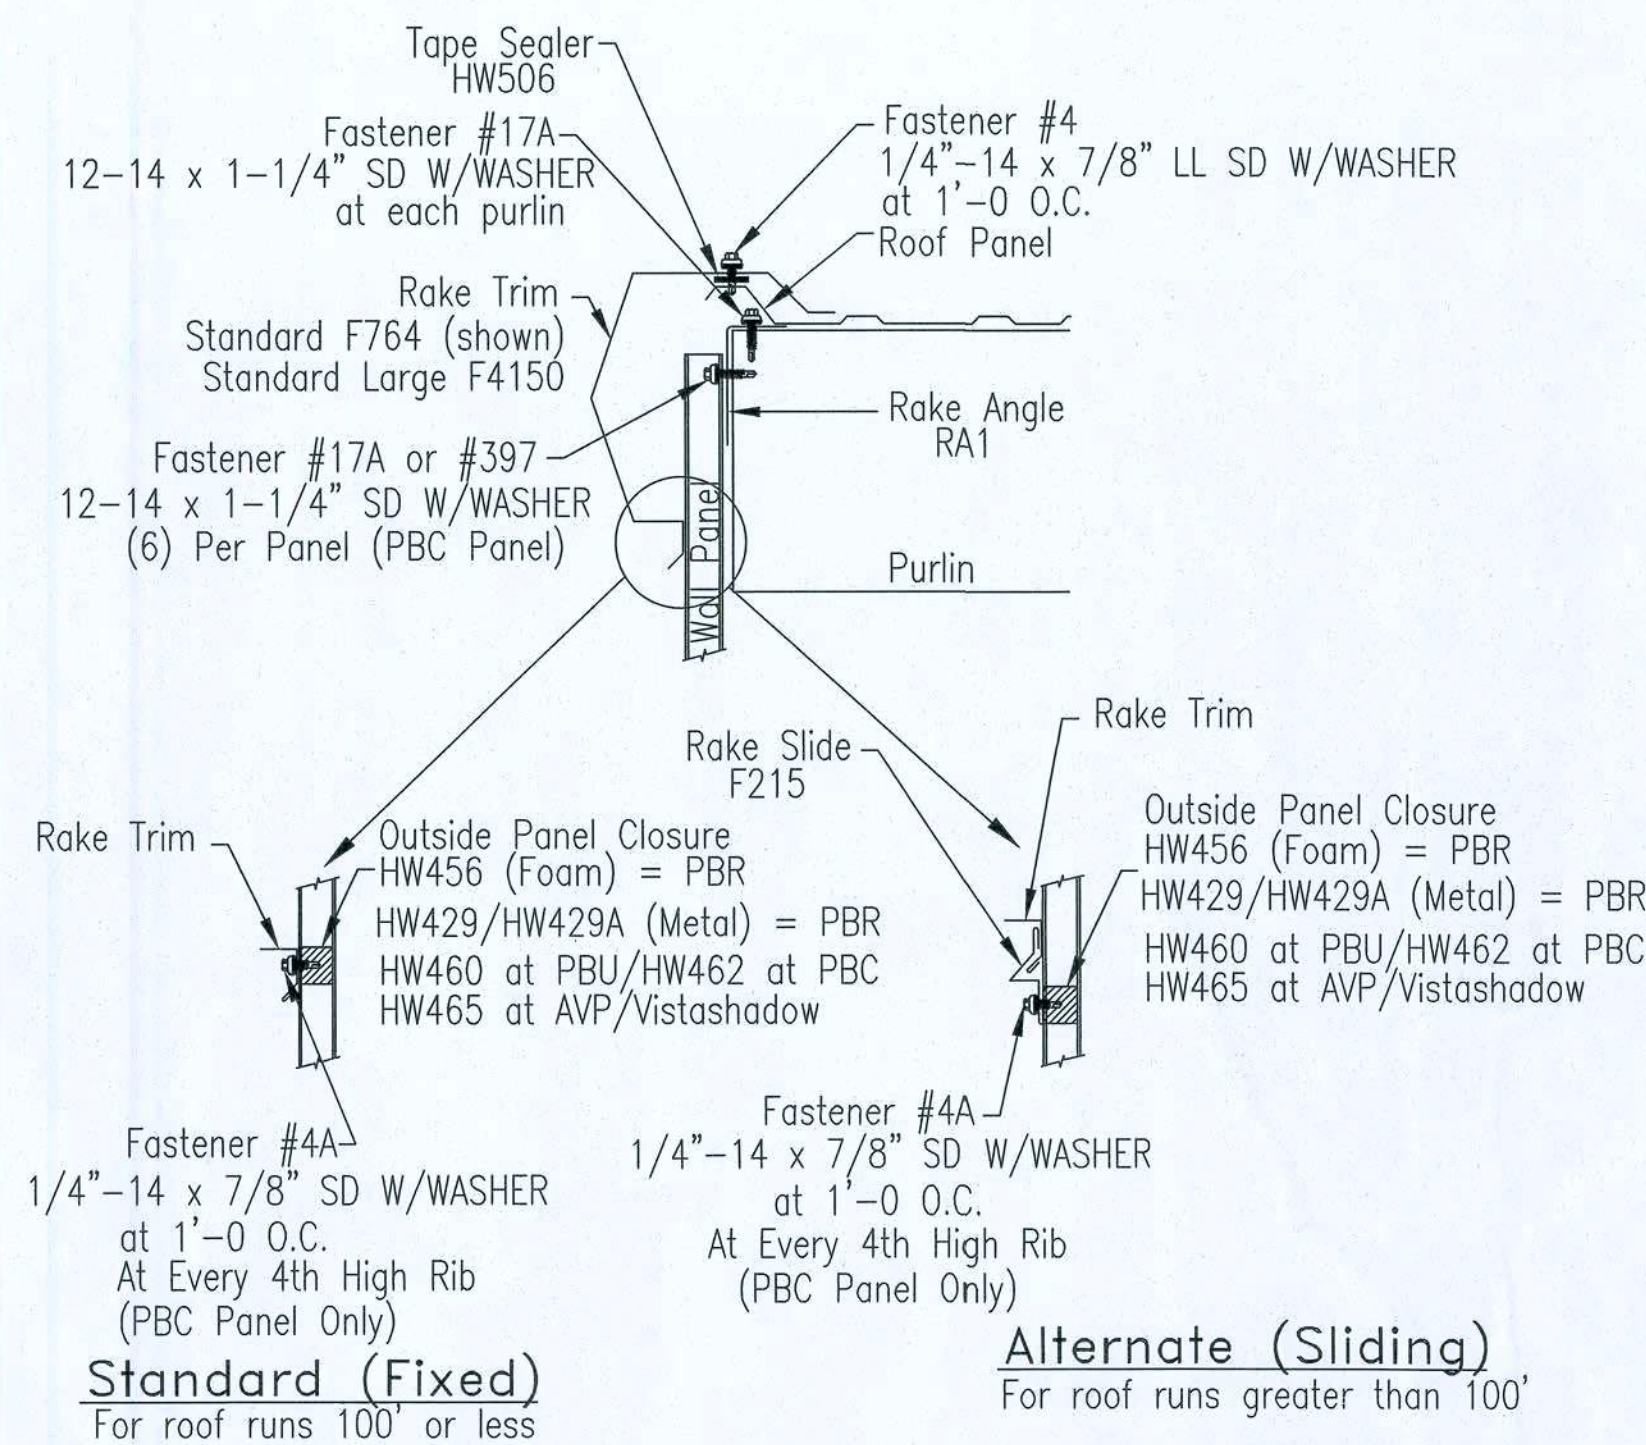 Tape Sealer
HW506
Fastener #17A
12-14 x 1-1/4" SD W/WASHER
at each purlin
Fastener #4
1/4"-14 x 7/8" LL SD W/WASHER
at 1'-0 O.C.
Roof Panel
Rake Trim
Standard F764 (shown)
Standard Large F4150
Rake Angle
RA1
Fastener #17A or #397
12-14 x 1-1/4" SD W/WASHER
(6) Per Panel (PBC Panel)
Wall Panel
Purlin
Rake Trim
Outside Panel Closure
HW456 (Foam) = PBR
HW429/HW429A (Metal) = PBR
HW460 at PBU/HW462 at PBC
HW465 at AVP/Vistashadow
Fastener #4A
1/4"-14 x 7/8" SD W/WASHER
at 1'-0 O.C.
At Every 4th High Rib
(PBC Panel Only)
Standard (Fixed)
For roof runs 100' or less
Rake Slide
F215
Rake Trim
Outside Panel Closure
HW456 (Foam) = PBR
HW429/HW429A (Metal) = PBR
HW460 at PBU/HW462 at PBC
HW465 at AVP/Vistashadow
Fastener #4A
1/4"-14 x 7/8" SD W/WASHER
at 1'-0 O.C.
At Every 4th High Rib
(PBC Panel Only)
Alternate (Sliding)
For roof runs greater than 100'